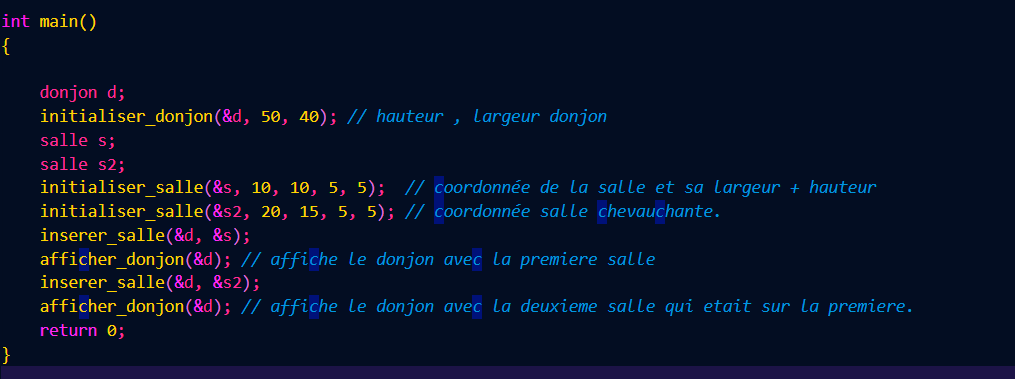 int main()
{
donjon d;
initialiser_donjon(&d, 50, 40); // hauteur , largeur donjon
salle s;
salle s2;
initialiser_salle(&s, 10, 10, 5, 5);  // coordonnée de la salle et sa largeur + hauteur
initialiser_salle(&s2, 20, 15, 5, 5); // coordonnée salle chevauchante.
inserer_salle(&d, &s);
afficher_donjon(&d); // affiche le donjon avec la premiere salle
inserer_salle(&d, &s2);
afficher_donjon(&d); // affiche le donjon avec la deuxieme salle qui etait sur la premiere.
return 0;
}